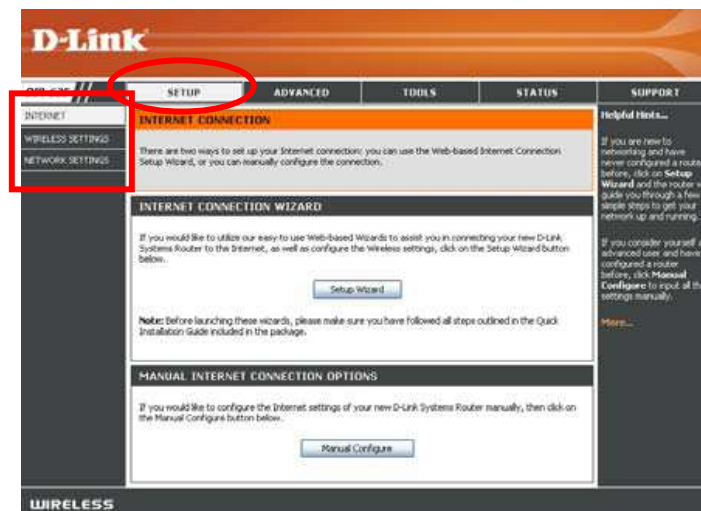 D-Link
SETUP
ADVANCED
TOOLS
STATUS
SUPPORT
INTERNET
WIRELESS SETTINGS
NETWORK SETTINGS
INTERNET CONNECTION
There are two ways to set up your Internet connection: you can use the Web-based Internet Connection
Setup Wizard, or you can manually configure the connection.
INTERNET CONNECTION WIZARD
If you would like to utilize our easy to use Web-based Wizards to assist you in connecting your new D-Link
Systems Router to the Internet, as well as configure the Wireless settings, click on the Setup Wizard button
below.
Setup Wizard
Note: Before launching these wizards, please make sure you have followed all steps outlined in the Quick
Installation Guide included in the package.
MANUAL INTERNET CONNECTION OPTIONS
If you would like to configure the Internet settings of your new D-Link Systems Router manually, then click on
the Manual Configure button below.
Manual Configure
Helpful Hints...
If you are new to
networking and have
never configured a route
before, click on Setup
Wizard and the router w
guide you through a few
simple steps to get your
network up and running.
If you consider yourself a
advanced user and have
configured a router
before, click Manual
Configure to input all th
settings manually.
More...
WIRELESS